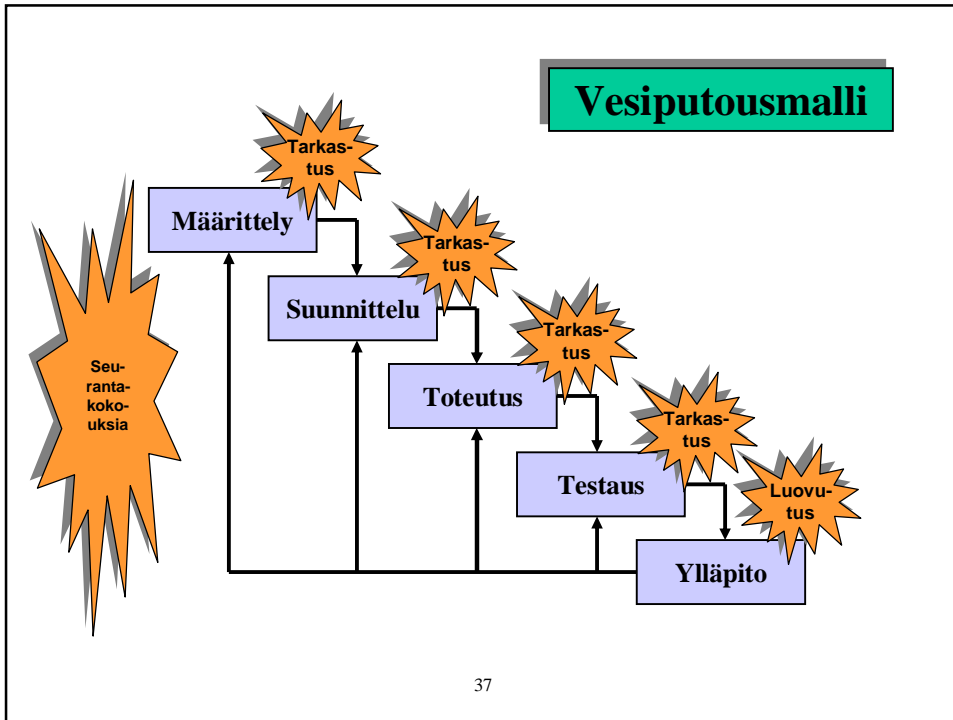 Vesiputousmalli
Tarkas-
tus
Määrittely
Tarkas-
tus
Suunnittelu
Tarkas-
tus
Toteutus
Seu-
ranta-
koko-
uksia
Tarkas-
tus
Testaus
Luovu-
tus
Ylläpito
37